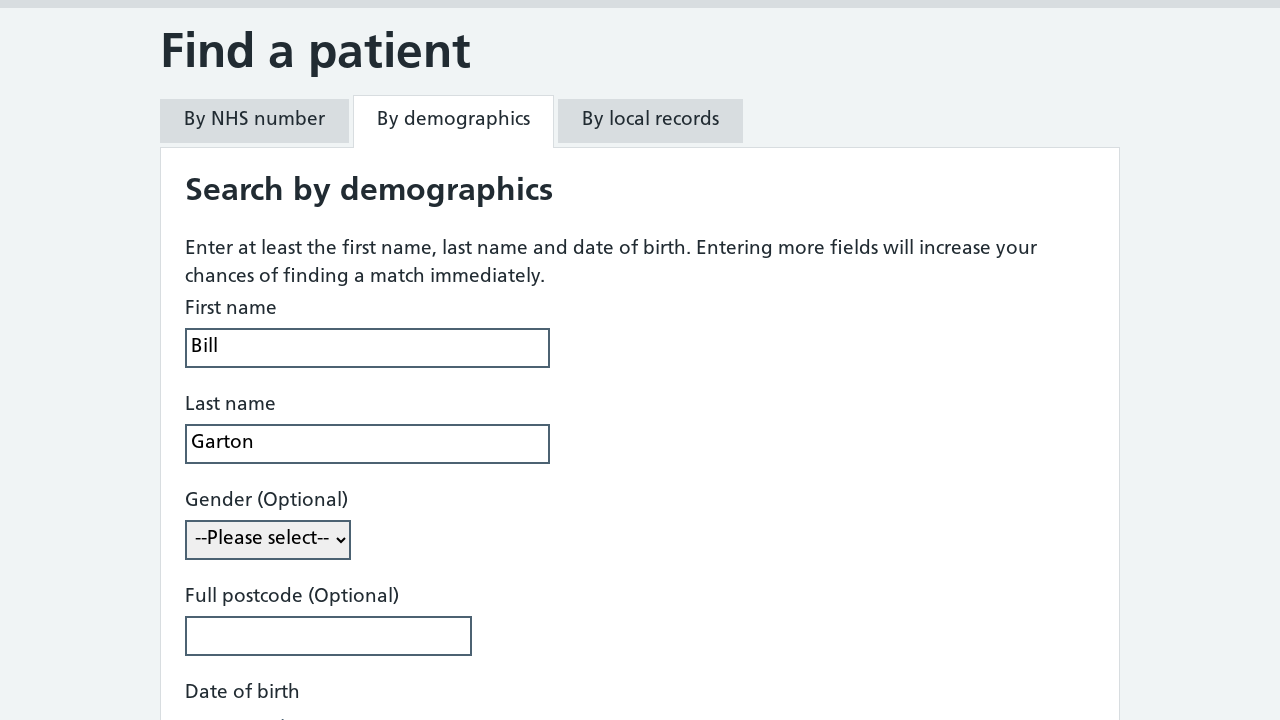 Find a patient
By NHS number
By demographics
By local records
Search by demographics
Enter at least the first name, last name and date of birth. Entering more fields will increase your
chances of finding a match immediately.
First name
Bill
Last name
Garton
Gender (Optional)
--Please select--
Full postcode (Optional)
Date of birth